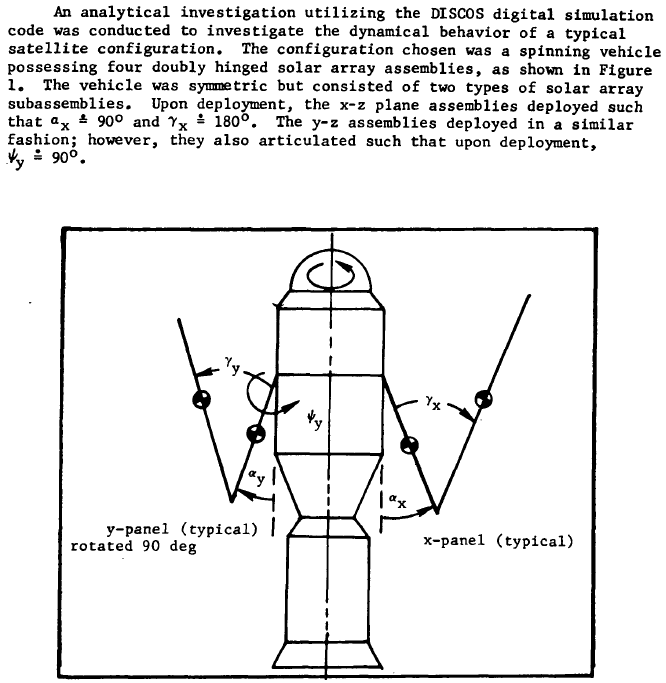 An analytical investigation utilizing the DISCOS digital simulation
code was conducted to investigate the dynamical behavior of a typical
satellite configuration. The configuration chosen was a spinning vehicle
possessing four doubly hinged solar array assemblies, as shown in Figure
1. The vehicle was symmetric but consisted of two types of solar array
subassemblies. Upon deployment, the x-z plane assemblies deployed such
that αx ≐ 90° and γx ≐ 180°. The y-z assemblies deployed in a similar
fashion; however, they also articulated such that upon deployment,
ψy ≐ 90°.
γy
γx
ψy
αy
αx
y-panel (typical)
rotated 90 deg
x-panel (typical)